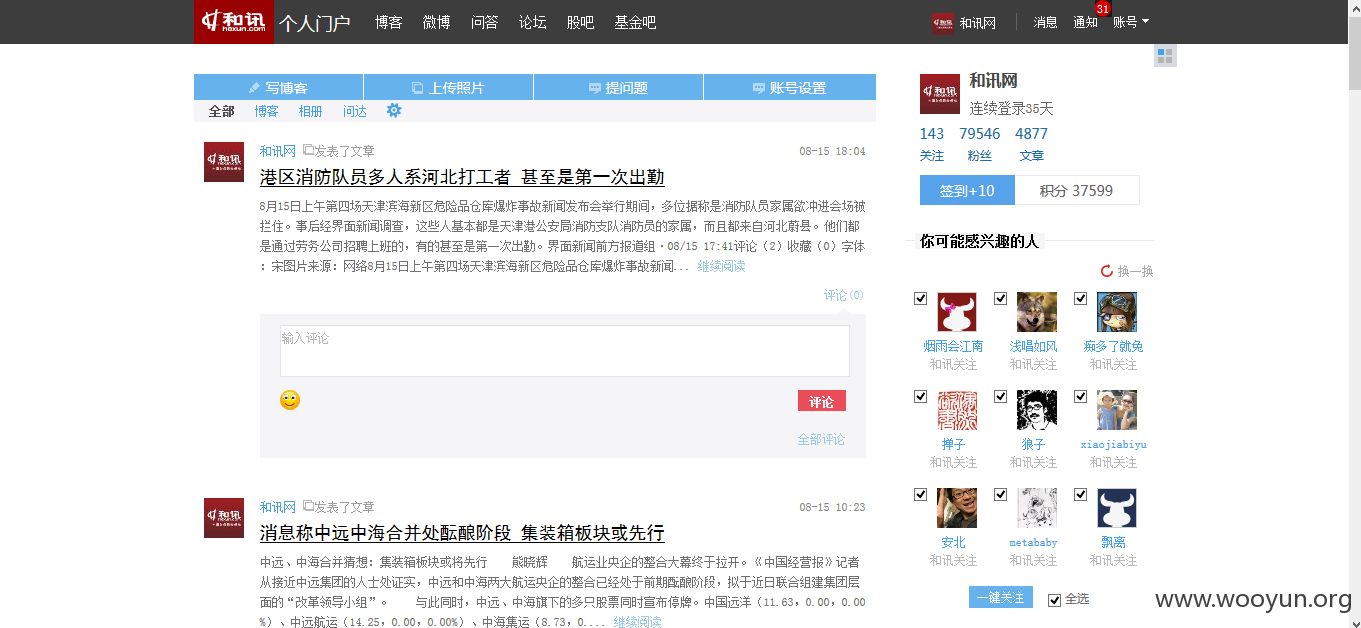 和讯 hexun.com 个人门户 博客 微博 问答 论坛 股吧 基金吧 和讯网 消息 通知 31 账号
写博客 上传照片 提问题 账号设置
全部 博客 相册 问达
和讯网 发表了文章 08-15 18:04
港区消防队员多人系河北打工者 甚至是第一次出勤
8月15日上午第四场天津滨海新区危险品仓库爆炸事故新闻发布会举行期间，多位据称是消防队员家属欲冲进会场被
拦住。事后经界面新闻调查，这些人基本都是天津港公安局消防支队消防员的家属，而且都来自河北蔚县。他们都
是通过劳务公司招聘上班的，有的甚至是第一次出勤。界面新闻前方报道组·08/15 17:41评论（2）收藏（0）字体
：宋图片来源：网络8月15日上午第四场天津滨海新区危险品仓库爆炸事故新闻... 继续阅读
评论(0)
输入评论
评论
全部评论
和讯网 发表了文章 08-15 10:23
消息称中远中海合并处酝酿阶段 集装箱板块或先行
中远、中海合并猜想：集装箱板块或将先行 熊晓辉 航运业央企的整合大幕终于拉开。《中国经营报》记者
从接近中远集团的人士处证实，中远和中海两大航运央企的整合已经处于前期酝酿阶段，拟于近日联合组建集团层
面的“改革领导小组”。 与此同时，中远、中海旗下的多只股票同时宣布停牌。中国远洋（11.63，0.00，0.00
%）、中远航运（14.25，0.00，0.00%）、中海集运（8.73，0.... 继续阅读
和讯网
连续登录35天
143 79546 4877
关注 粉丝 文章
签到+10 积分 37599
你可能感兴趣的人
换一换
烟雨会江南 浅唱如风 痴多了就兔
和讯关注 和讯关注 和讯关注
掸子 狼子 xiaojiabiyu
和讯关注 和讯关注 和讯关注
安北 metababy 飘离
和讯关注 和讯关注 和讯关注
一键关注 全选
www.wooyun.org